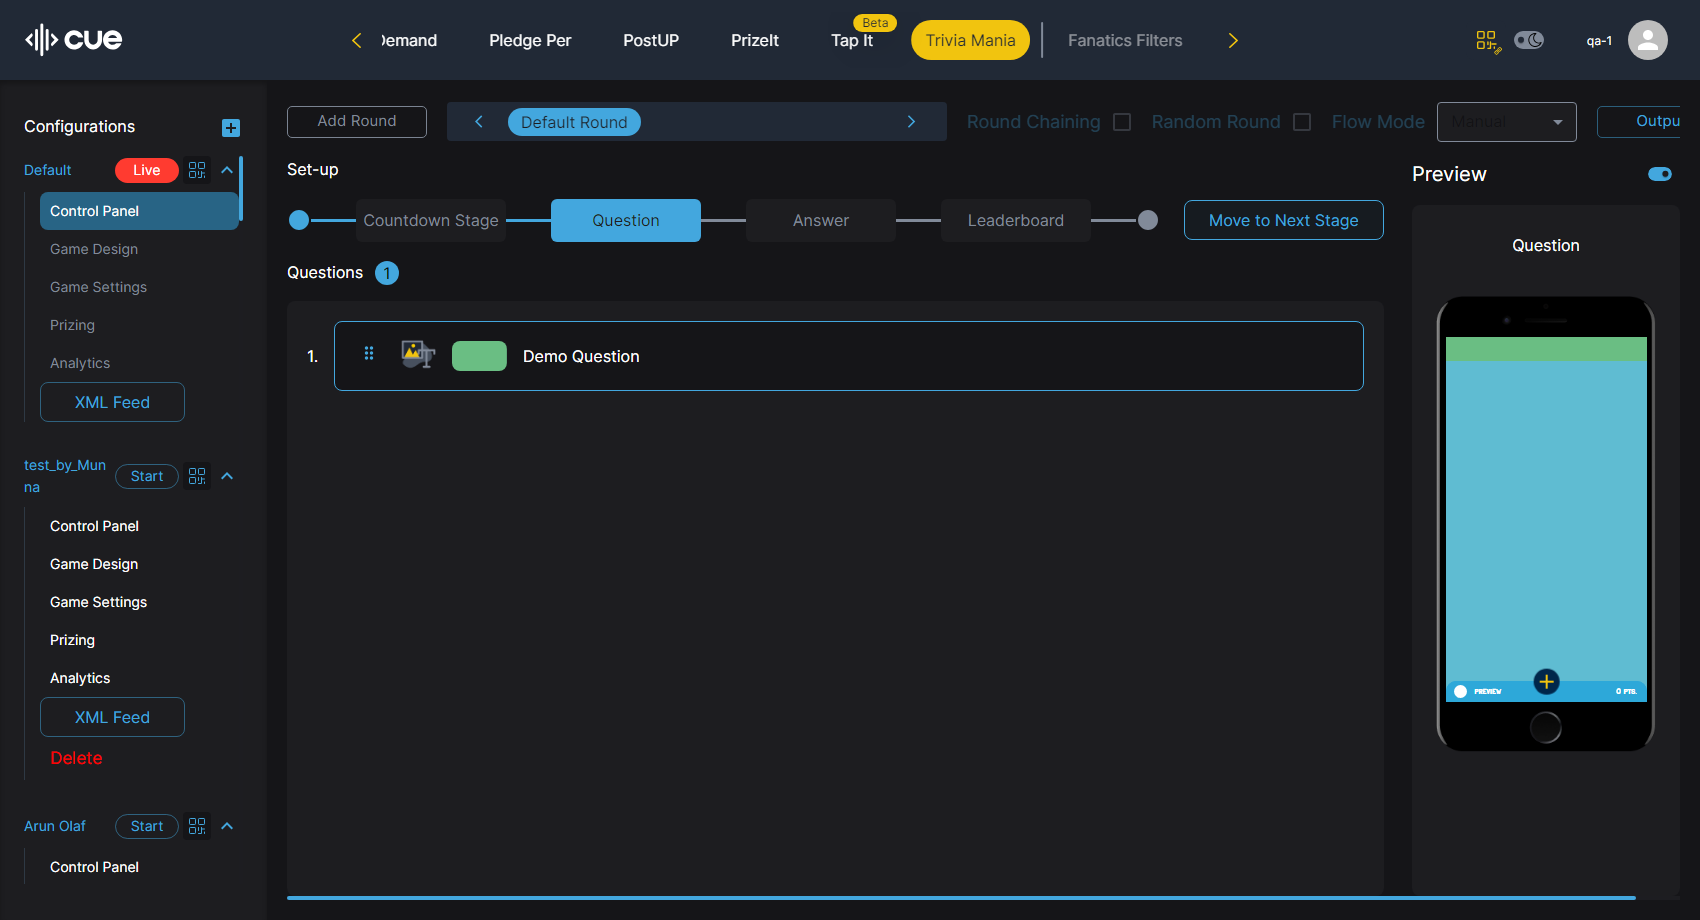 cue
Demand
Pledge Per
PostUP
PrizeIt
Tap It
Beta
Trivia Mania
Fanatics Filters
qa-1
Configurations
Default
Live
Control Panel
Game Design
Game Settings
Prizing
Analytics
XML Feed
test_by_Mun
na
Start
Control Panel
Game Design
Game Settings
Prizing
Analytics
XML Feed
Delete
Arun Olaf
Start
Control Panel
Add Round
Default Round
Round Chaining
Random Round
Flow Mode
Manual
Outpu
Set-up
Countdown Stage
Question
Answer
Leaderboard
Move to Next Stage
Questions 1
1.
Demo Question
Preview
Question
PREVIEW
0 PTS.